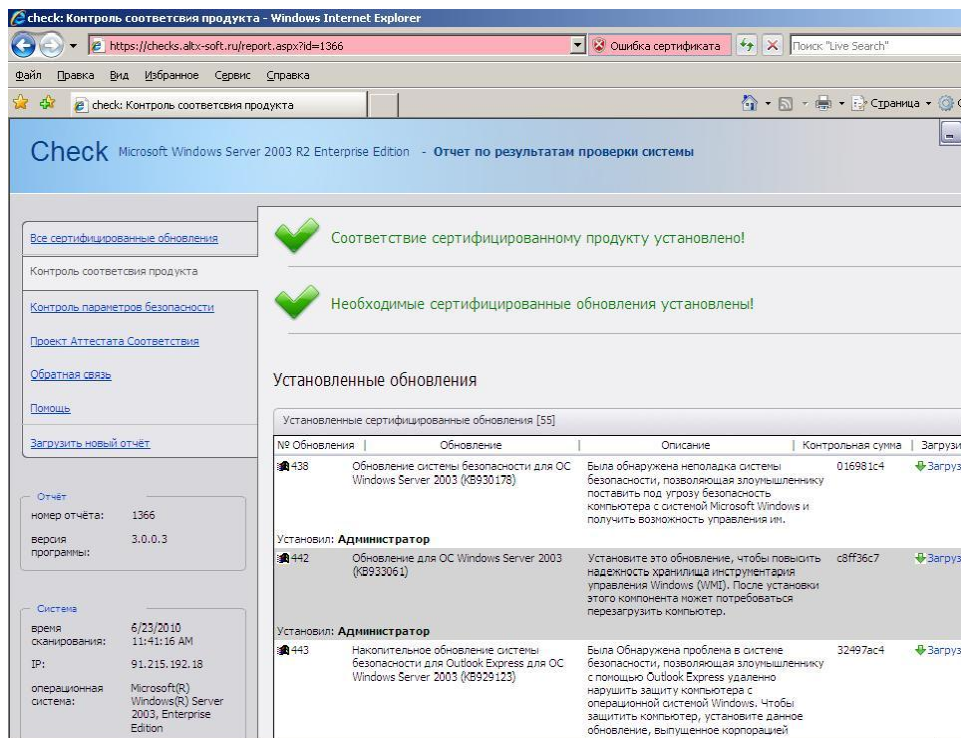 check: Контроль соответсвия продукта - Windows Internet Explorer
https://checks.altx-soft.ru/report.aspx?id=1366
Ошибка сертификата
Поиск "Live Search"
Файл Правка Вид Избранное Сервис Справка
check: Контроль соответсвия продукта
Страница
Check Microsoft Windows Server 2003 R2 Enterprise Edition - Отчет по результатам проверки системы
Все сертифицированные обновления
Контроль соответсвия продукта
Контроль параметров безопасности
Проект Аттестата Соответствия
Обратная связь
Помощь
Загрузить новый отчёт
Отчёт
номер отчёта: 1366
версия программы: 3.0.0.3
Система
время сканирования: 6/23/2010 11:41:16 AM
IP: 91.215.192.18
операционная система: Microsoft(R) Windows(R) Server 2003, Enterprise Edition
Соответствие сертифицированному продукту установлено!
Необходимые сертифицированные обновления установлены!
Установленные обновления
Установленные сертифицированные обновления [55]
№ Обновления | Обновление | Описание | Контрольная сумма | Загрузи
438 Обновление системы безопасности для ОС Windows Server 2003 (KB930178) Была обнаружена неполадка системы безопасности, позволяющая злоумышленнику поставить под угрозу безопасность компьютера с системой Microsoft Windows и получить возможность управления им. 016981c4 Загруз
Установил: Администратор
442 Обновление для ОС Windows Server 2003 (KB933061) Установите это обновление, чтобы повысить надежность хранилища инструментария управления Windows (WMI). После установки этого компонента может потребоваться перезагрузить компьютер. c8ff36c7 Загруз
Установил: Администратор
443 Накопительное обновление системы безопасности для Outlook Express для ОС Windows Server 2003 (KB929123) Была Обнаружена проблема в системе безопасности, позволяющая злоумышленнику с помощью Outlook Express удаленно нарушить защиту компьютера с операционной системой Windows. Чтобы защитить компьютер, установите данное обновление, выпущенное корпорацией 32497ac4 Загруз